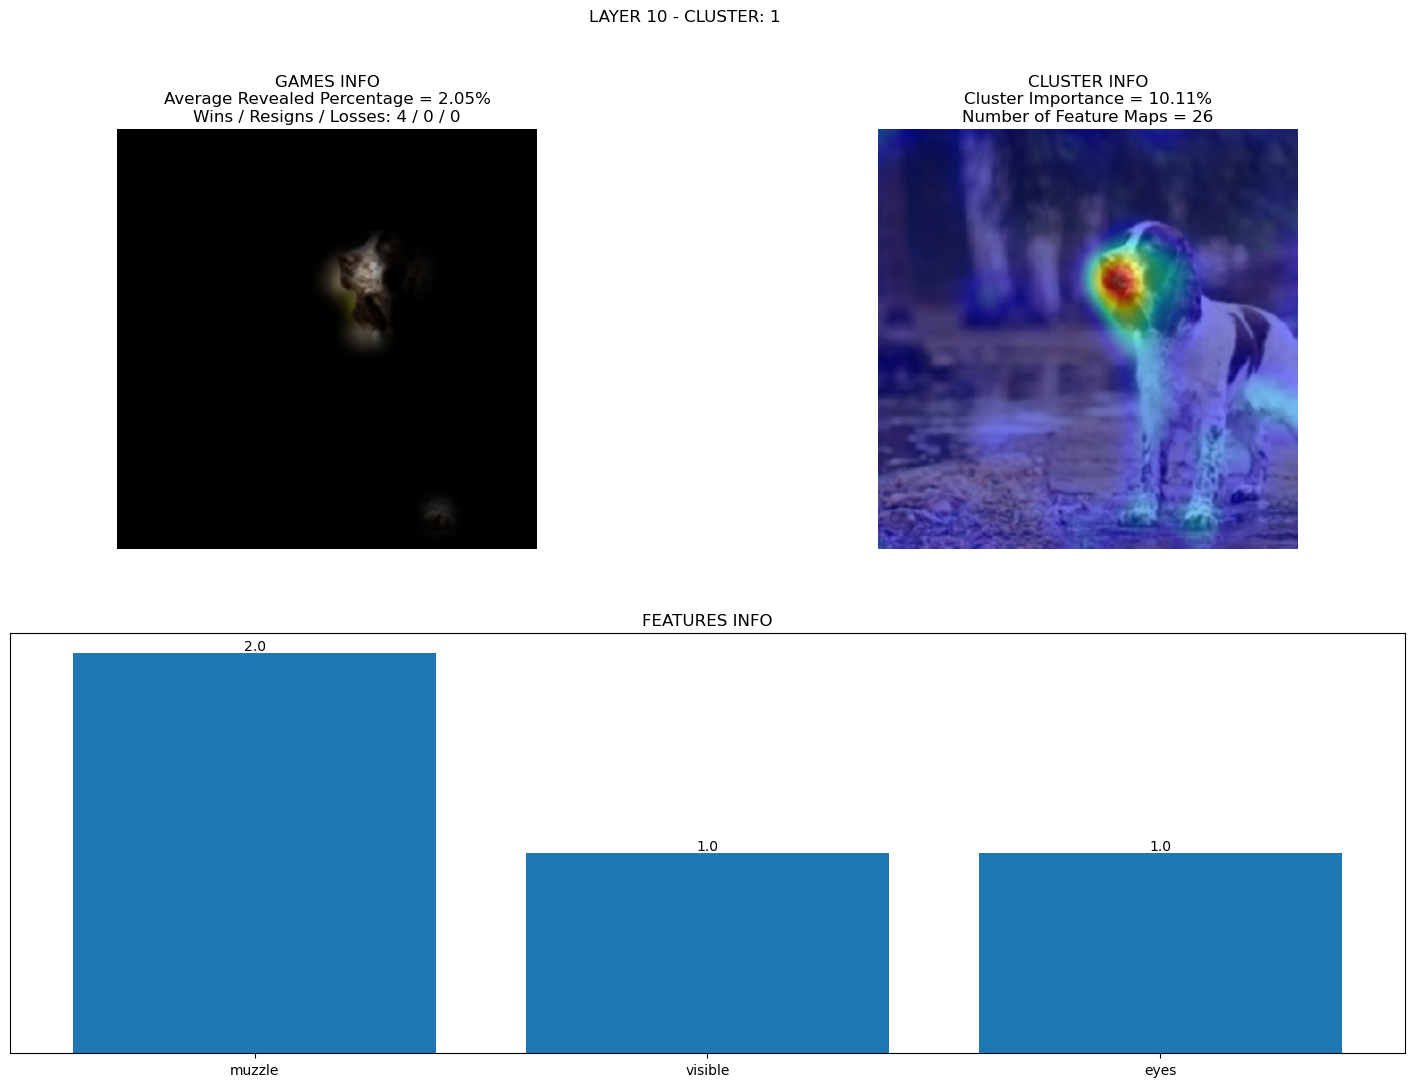 LAYER 10 - CLUSTER: 1
GAMES INFO
Average Revealed Percentage = 2.05%
Wins / Resigns / Losses: 4 / 0 / 0
CLUSTER INFO
Cluster Importance = 10.11%
Number of Feature Maps = 26
FEATURES INFO
2.0
1.0
1.0
muzzle
visible
eyes